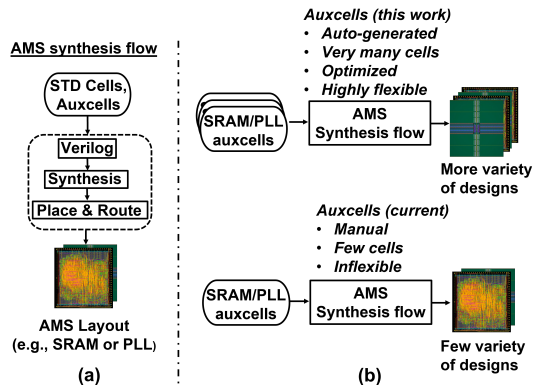 AMS synthesis flow
STD Cells,
Auxcells
Verilog
Synthesis
Place & Route
AMS Layout
(e.g., SRAM or PLL)
(a)
Auxcells (this work)
• Auto-generated
• Very many cells
• Optimized
• Highly flexible
SRAM/PLL
auxcells
AMS
Synthesis flow
More variety
of designs
Auxcells (current)
• Manual
• Few cells
• Inflexible
SRAM/PLL
auxcells
AMS
Synthesis flow
Few variety
of designs
(b)